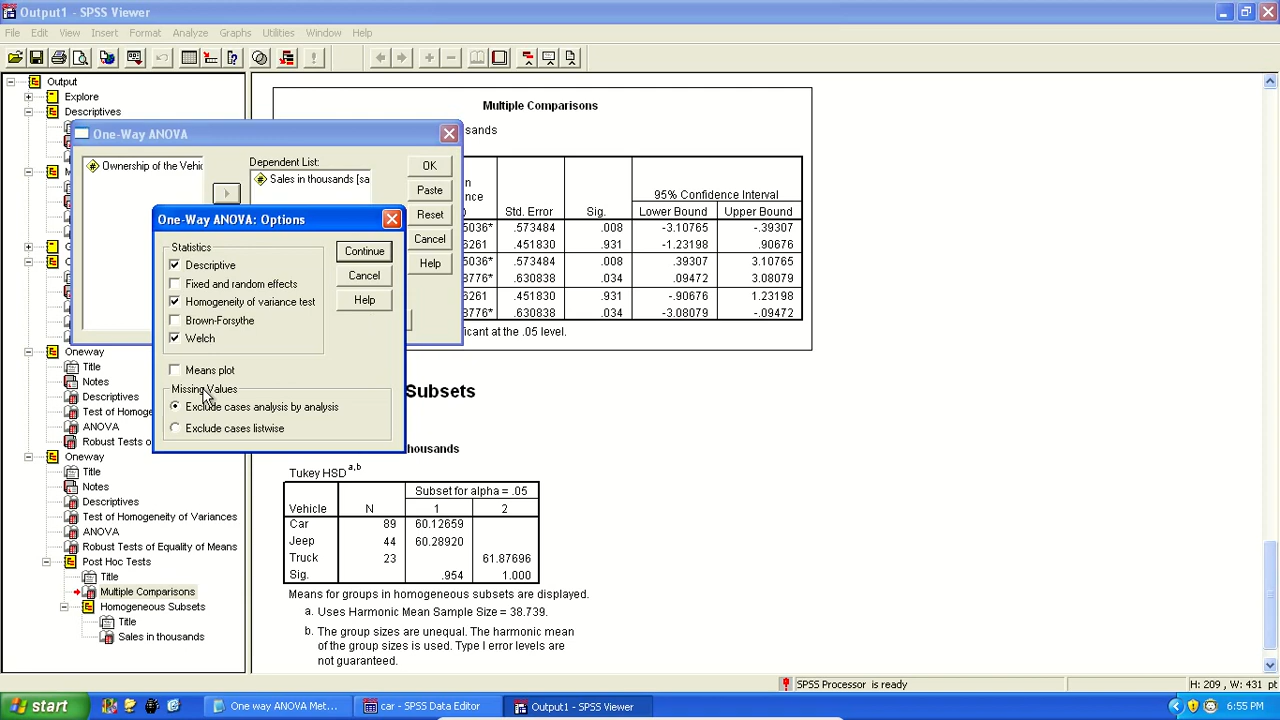 Output1 - SPSS Viewer
File Edit View Insert Format Analyze Graphs Utilities Window Help
Output
Explore
Descriptives
Oneway
Title
Notes
Descriptives
Test of Homoge
ANOVA
Robust Tests o
Oneway
Title
Notes
Descriptives
Test of Homogeneity of Variances
ANOVA
Robust Tests of Equality of Means
Post Hoc Tests
Title
Multiple Comparisons
Homogeneous Subsets
Title
Sales in thousands
One-Way ANOVA
Ownership of the Vehic
Dependent List:
Sales in thousands [sa
OK
Paste
Reset
Cancel
Help
One-Way ANOVA: Options
Statistics
Descriptive
Fixed and random effects
Homogeneity of variance test
Brown-Forsythe
Welch
Means plot
Missing Values
Exclude cases analysis by analysis
Exclude cases listwise
Continue
Cancel
Help
Multiple Comparisons
sands
95% Confidence Interval
Std. Error Sig. Lower Bound Upper Bound
5036* .573484 .008 -3.10765 -.39307
6261 .451830 .931 -1.23198 .90676
5036* .573484 .008 .39307 3.10765
8776* .630838 .034 .09472 3.08079
6261 .451830 .931 -.90676 1.23198
8776* .630838 .034 -3.08079 -.09472
icant at the .05 level.
Subsets
housands
Tukey HSD a,b
Subset for alpha = .05
Vehicle N 1 2
Car 89 60.12659
Jeep 44 60.28920
Truck 23 61.87696
Sig. .954 1.000
Means for groups in homogeneous subsets are displayed.
a. Uses Harmonic Mean Sample Size = 38.739.
b. The group sizes are unequal. The harmonic mean
of the group sizes is used. Type I error levels are
not guaranteed.
SPSS Processor is ready
H: 209 , W: 431 pt
start
One way ANOVA Met...
car - SPSS Data Editor
Output1 - SPSS Viewer
6:55 PM